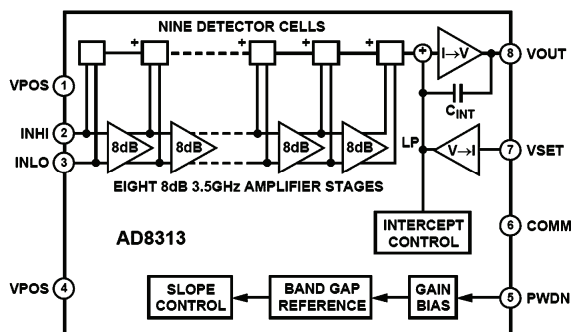 NINE DETECTOR CELLS
+ + + +
I→V
8 VOUT
VPOS 1
CINT
INHI 2
8dB 8dB 8dB 8dB
LP
V→I
7 VSET
INLO 3
EIGHT 8dB 3.5GHz AMPLIFIER STAGES
INTERCEPT
CONTROL
6 COMM
AD8313
VPOS 4
SLOPE
CONTROL
BAND GAP
REFERENCE
GAIN
BIAS
5 PWDN